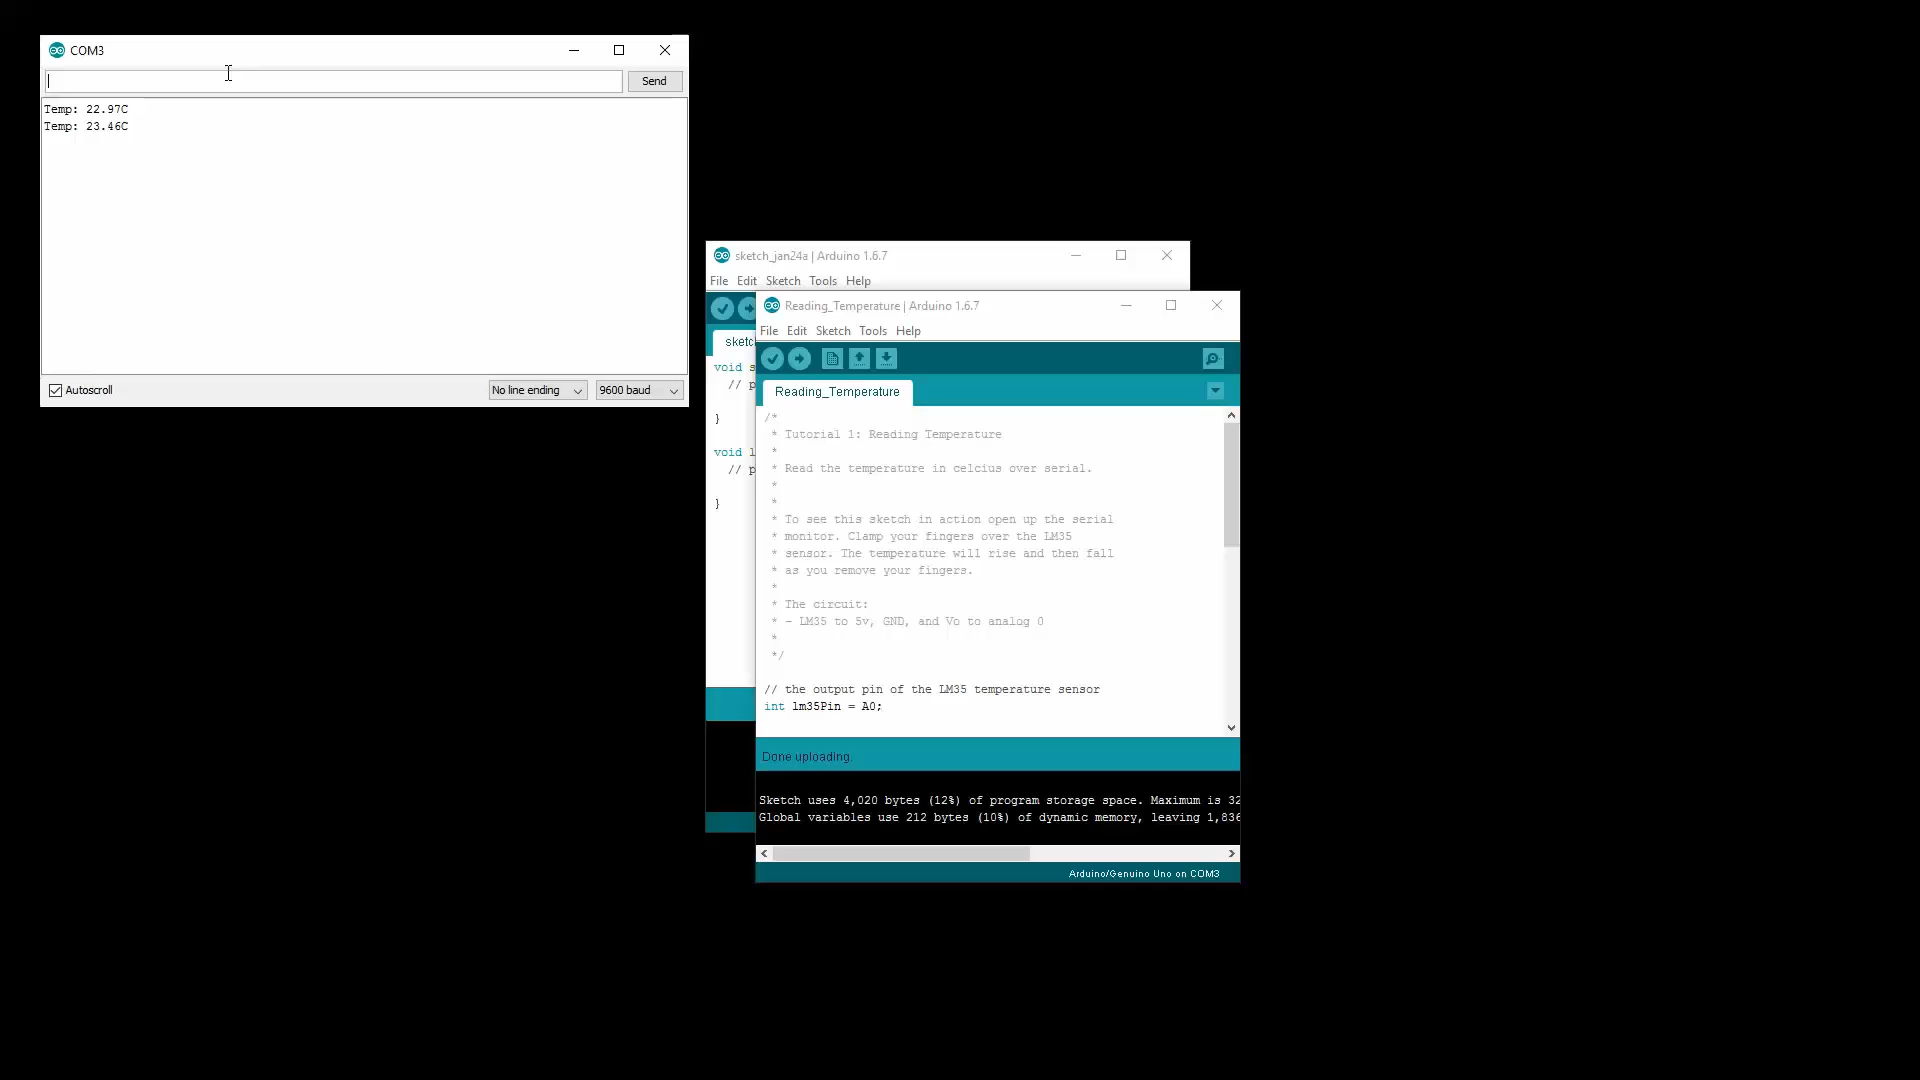 COM3
Send
Temp: 22.97C
Temp: 23.46C
Autoscroll
No line ending
9600 baud
sketch_jan24a | Arduino 1.6.7
File Edit Sketch Tools Help
void s
// p
}
void l
// p
}
Reading_Temperature | Arduino 1.6.7
File Edit Sketch Tools Help
Reading_Temperature
/*
* Tutorial 1: Reading Temperature
*
* Read the temperature in celcius over serial.
*
*
* To see this sketch in action open up the serial
* monitor. Clamp your fingers over the LM35
* sensor. The temperature will rise and then fall
* as you remove your fingers.
*
* The circuit:
* - LM35 to 5v, GND, and Vo to analog 0
*
*/
// the output pin of the LM35 temperature sensor
int lm35Pin = A0;
Done uploading.
Sketch uses 4,020 bytes (12%) of program storage space. Maximum is 32
Global variables use 212 bytes (10%) of dynamic memory, leaving 1,836
Arduino/Genuino Uno on COM3